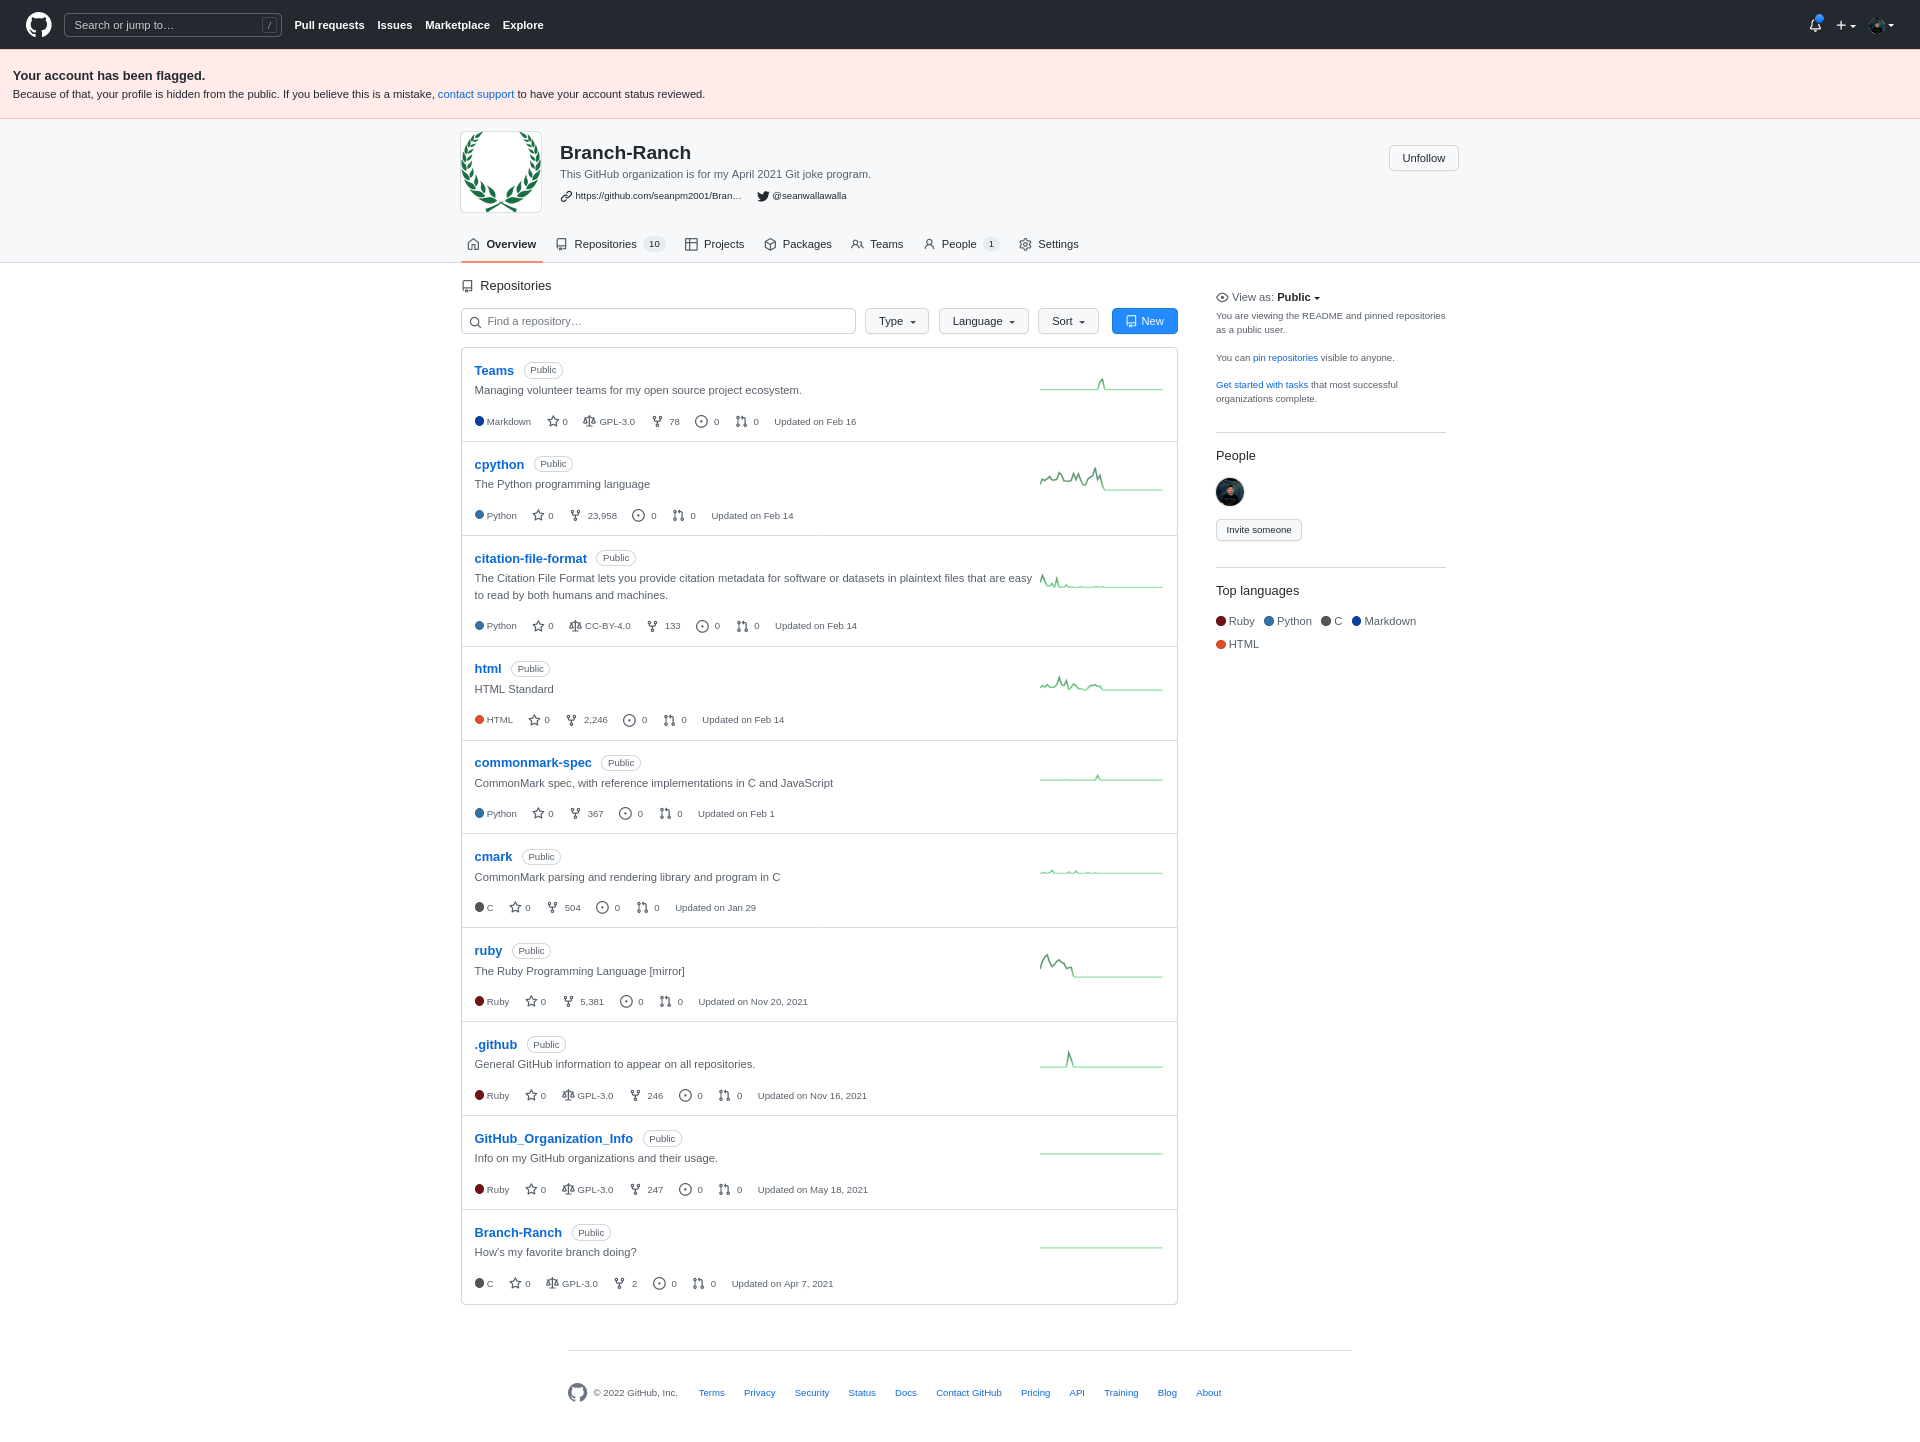 Search or jump to…
/
Pull requests Issues Marketplace Explore
Your account has been flagged.
Because of that, your profile is hidden from the public. If you believe this is a mistake, contact support to have your account status reviewed.
Branch-Ranch
This GitHub organization is for my April 2021 Git joke program.
https://github.com/seanpm2001/Bran… @seanwallawalla
Unfollow
Overview Repositories 10 Projects Packages Teams People 1 Settings
Repositories
Find a repository…
Type Language Sort New
Teams Public
Managing volunteer teams for my open source project ecosystem.
Markdown 0 GPL-3.0 78 0 0 Updated on Feb 16
cpython Public
The Python programming language
Python 0 23,958 0 0 Updated on Feb 14
citation-file-format Public
The Citation File Format lets you provide citation metadata for software or datasets in plaintext files that are easy
to read by both humans and machines.
Python 0 CC-BY-4.0 133 0 0 Updated on Feb 14
html Public
HTML Standard
HTML 0 2,246 0 0 Updated on Feb 14
commonmark-spec Public
CommonMark spec, with reference implementations in C and JavaScript
Python 0 367 0 0 Updated on Feb 1
cmark Public
CommonMark parsing and rendering library and program in C
C 0 504 0 0 Updated on Jan 29
ruby Public
The Ruby Programming Language [mirror]
Ruby 0 5,381 0 0 Updated on Nov 20, 2021
.github Public
General GitHub information to appear on all repositories.
Ruby 0 GPL-3.0 246 0 0 Updated on Nov 16, 2021
GitHub_Organization_Info Public
Info on my GitHub organizations and their usage.
Ruby 0 GPL-3.0 247 0 0 Updated on May 18, 2021
Branch-Ranch Public
How's my favorite branch doing?
C 0 GPL-3.0 2 0 0 Updated on Apr 7, 2021
View as: Public
You are viewing the README and pinned repositories
as a public user.
You can pin repositories visible to anyone.
Get started with tasks that most successful
organizations complete.
People
Invite someone
Top languages
Ruby Python C Markdown
HTML
© 2022 GitHub, Inc. Terms Privacy Security Status Docs Contact GitHub Pricing API Training Blog About